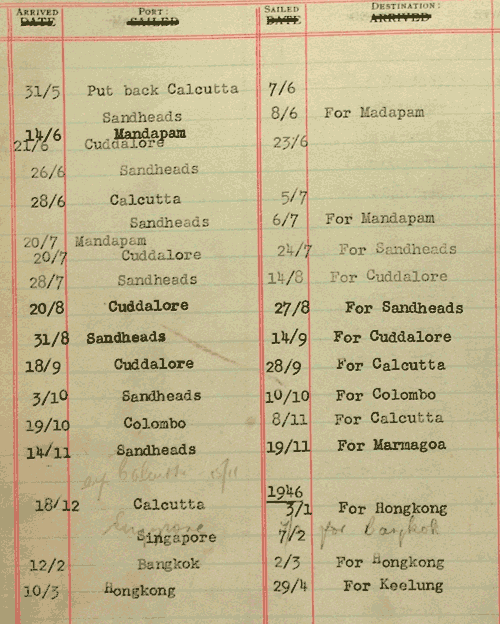 ARRIVED PORT: SAILED DESTINATION:
DATE SAILED DATE ARRIVED
31/5 Put back Calcutta 7/6
Sandheads 8/6 For Madapam
14/6 Mandapam
21/6 Cuddalore 23/6
26/6 Sandheads
28/6 Calcutta 5/7
Sandheads 6/7 For Mandapam
20/7 Mandapam
20/7 Cuddalore 24/7 For Sandheads
28/7 Sandheads 14/8 For Cuddalore
20/8 Cuddalore 27/8 For Sandheads
31/8 Sandheads 14/9 For Cuddalore
18/9 Cuddalore 28/9 For Calcutta
3/10 Sandheads 10/10 For Colombo
19/10 Colombo 8/11 For Calcutta
14/11 Sandheads 19/11 For Marmagoa
Calcutta
1946
18/12 Calcutta 3/1 For Hongkong
Singapore for Bangkok
Singapore 7/2
12/2 Bangkok 2/3 For Hongkong
10/3 Hongkong 29/4 For Keelung